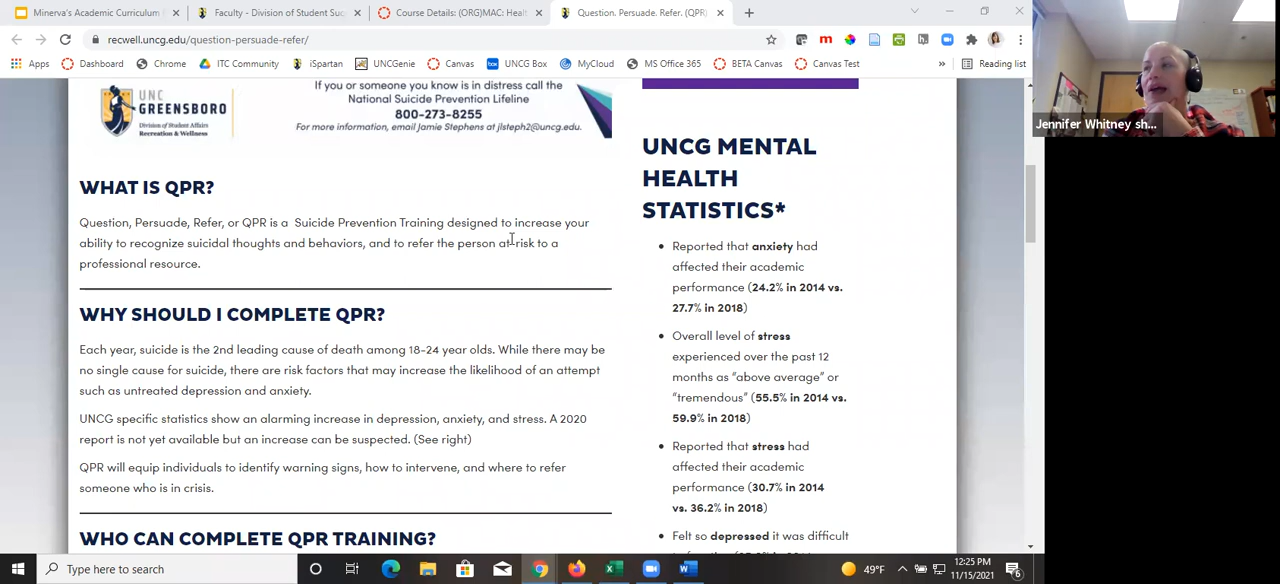 Minerva's Academic Curriculum
Faculty - Division of Student Suc
Course Details: (ORG)MAC: Heal
Question. Persuade. Refer. (QPR)
recwell.uncg.edu/question-persuade-refer/
Apps
Dashboard
Chrome
ITC Community
iSpartan
UNCGenie
Canvas
UNCG Box
MyCloud
MS Office 365
BETA Canvas
Canvas Test
»
Reading list
Jennifer Whitney sh...
UNC
GREENSBORO
Division of Student Affairs
Recreation & Wellness
If you or someone you know is in distress call the
National Suicide Prevention Lifeline
800-273-8255
For more information, email Jamie Stephens at jlsteph2@uncg.edu.
WHAT IS QPR?
Question, Persuade, Refer, or QPR is a Suicide Prevention Training designed to increase your
ability to recognize suicidal thoughts and behaviors, and to refer the person at-risk to a
professional resource.
WHY SHOULD I COMPLETE QPR?
Each year, suicide is the 2nd leading cause of death among 18-24 year olds. While there may be
no single cause for suicide, there are risk factors that may increase the likelihood of an attempt
such as untreated depression and anxiety.
UNCG specific statistics show an alarming increase in depression, anxiety, and stress. A 2020
report is not yet available but an increase can be suspected. (See right)
QPR will equip individuals to identify warning signs, how to intervene, and where to refer
someone who is in crisis.
WHO CAN COMPLETE QPR TRAINING?
UNCG MENTAL
HEALTH
STATISTICS*
Reported that anxiety had
affected their academic
performance (24.2% in 2014 vs.
27.7% in 2018)
Overall level of stress
experienced over the past 12
months as "above average" or
"tremendous" (55.5% in 2014 vs.
59.9% in 2018)
Reported that stress had
affected their academic
performance (30.7% in 2014
vs. 36.2% in 2018)
Felt so depressed it was difficult
Type here to search
49°F
12:25 PM
11/15/2021
6